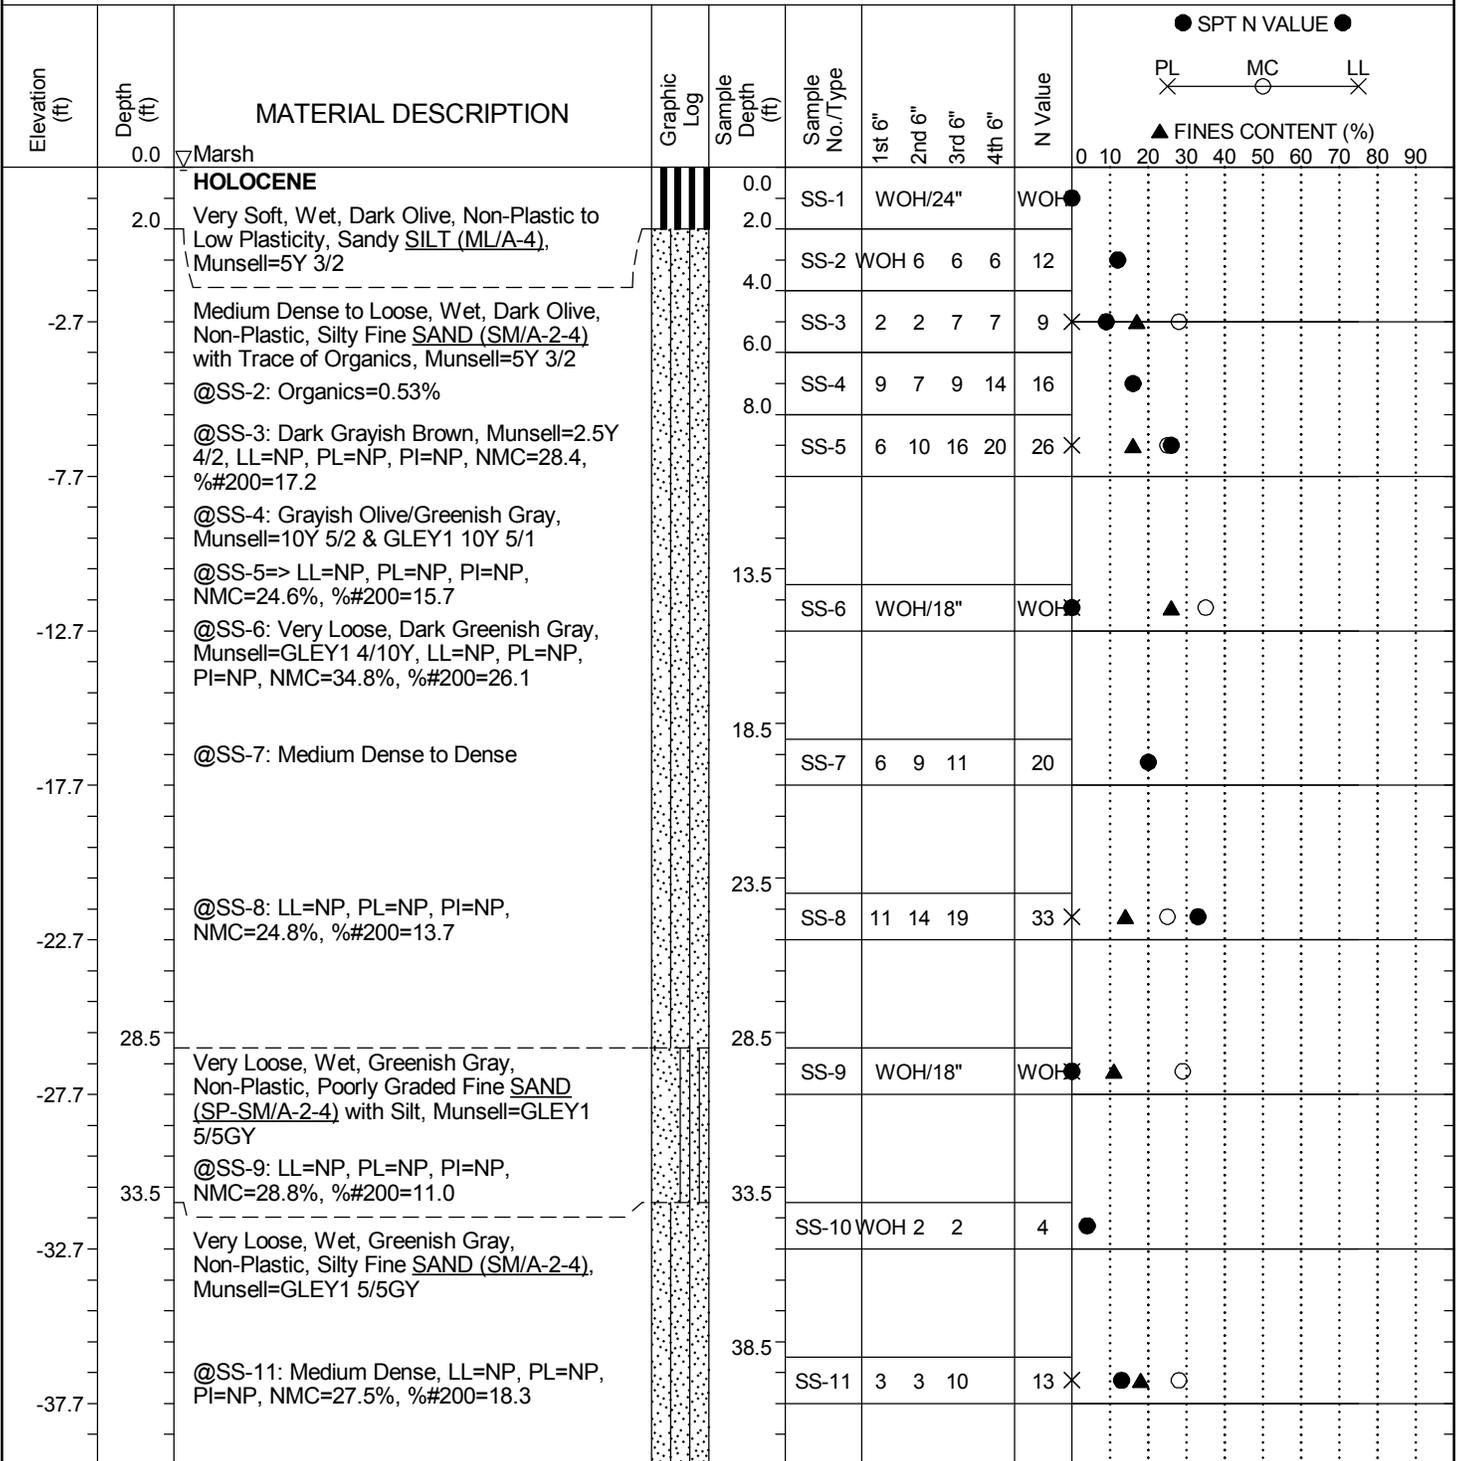 ● SPT N VALUE ●
PL MC LL
▲ FINES CONTENT (%)
0 10 20 30 40 50 60 70 80 90
Elevation (ft)
Depth (ft)
MATERIAL DESCRIPTION
Graphic Log
Sample Depth (ft)
Sample No./Type
1st 6"
2nd 6"
3rd 6"
4th 6"
N Value
0.0 Marsh
HOLOCENE
Very Soft, Wet, Dark Olive, Non-Plastic to
Low Plasticity, Sandy SILT (ML/A-4),
Munsell=5Y 3/2
2.0
Medium Dense to Loose, Wet, Dark Olive,
Non-Plastic, Silty Fine SAND (SM/A-2-4)
with Trace of Organics, Munsell=5Y 3/2
@SS-2: Organics=0.53%
@SS-3: Dark Grayish Brown, Munsell=2.5Y
4/2, LL=NP, PL=NP, PI=NP, NMC=28.4,
%#200=17.2
@SS-4: Grayish Olive/Greenish Gray,
Munsell=10Y 5/2 & GLEY1 10Y 5/1
@SS-5=> LL=NP, PL=NP, PI=NP,
NMC=24.6%, %#200=15.7
@SS-6: Very Loose, Dark Greenish Gray,
Munsell=GLEY1 4/10Y, LL=NP, PL=NP,
PI=NP, NMC=34.8%, %#200=26.1
@SS-7: Medium Dense to Dense
@SS-8: LL=NP, PL=NP, PI=NP,
NMC=24.8%, %#200=13.7
28.5
Very Loose, Wet, Greenish Gray,
Non-Plastic, Poorly Graded Fine SAND
(SP-SM/A-2-4) with Silt, Munsell=GLEY1
5/5GY
@SS-9: LL=NP, PL=NP, PI=NP,
NMC=28.8%, %#200=11.0
33.5
Very Loose, Wet, Greenish Gray,
Non-Plastic, Silty Fine SAND (SM/A-2-4),
Munsell=GLEY1 5/5GY
@SS-11: Medium Dense, LL=NP, PL=NP,
PI=NP, NMC=27.5%, %#200=18.3
-2.7
-7.7
-12.7
-17.7
-22.7
-27.7
-32.7
-37.7
0.0
SS-1 WOH/24" WOH
2.0
SS-2 WOH 6 6 6 12
4.0
SS-3 2 2 7 7 9
6.0
SS-4 9 7 9 14 16
8.0
SS-5 6 10 16 20 26
13.5
SS-6 WOH/18" WOH
18.5
SS-7 6 9 11 20
23.5
SS-8 11 14 19 33
28.5
SS-9 WOH/18" WOH
33.5
SS-10 WOH 2 2 4
38.5
SS-11 3 3 10 13